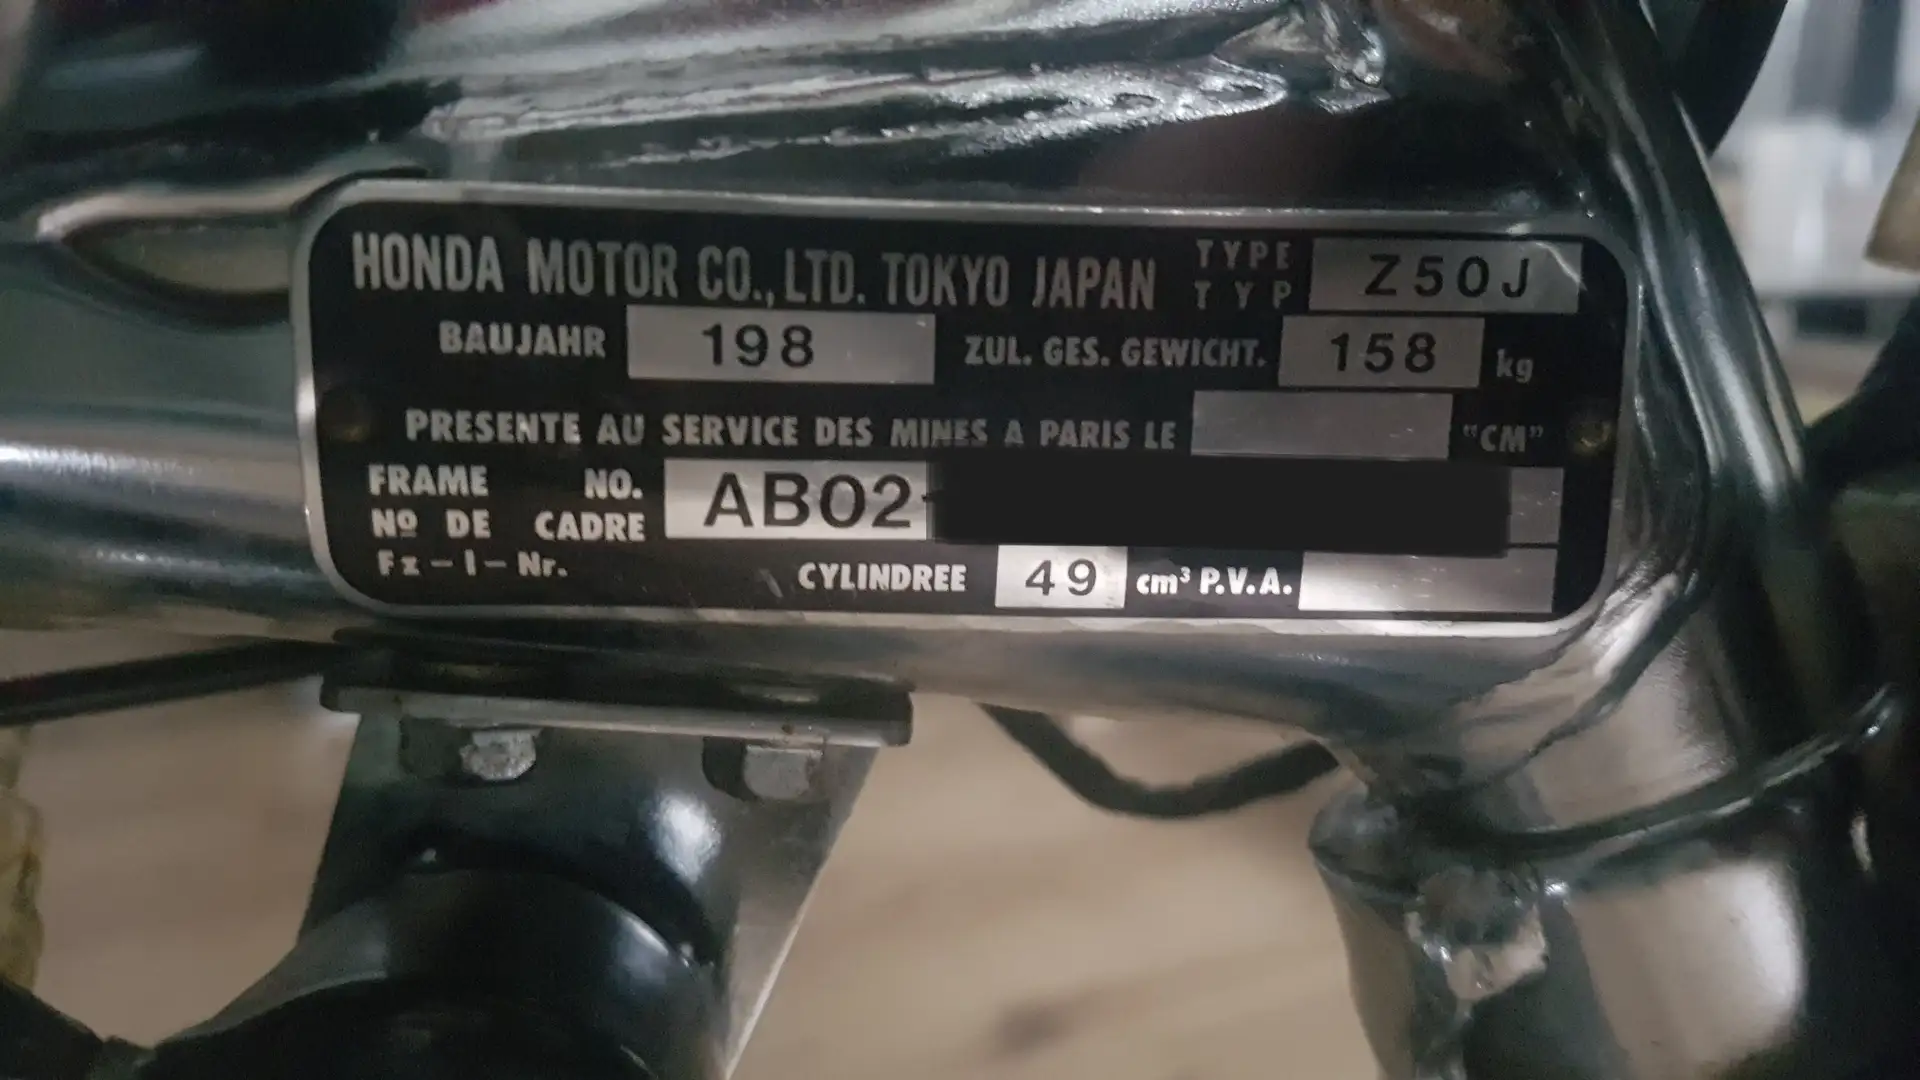 HONDA MOTOR CO., LTD. TOKYO JAPAN TYPE TYP Z50J
BAUJAHR 198 ZUL. GES. GEWICHT. 158 kg
PRESENTE AU SERVICE DES MINES A PARIS LE "CM"
FRAME NO. AB02-
Nº DE CADRE
Fz-I-Nr. CYLINDREE 49 cm³ P.V.A.